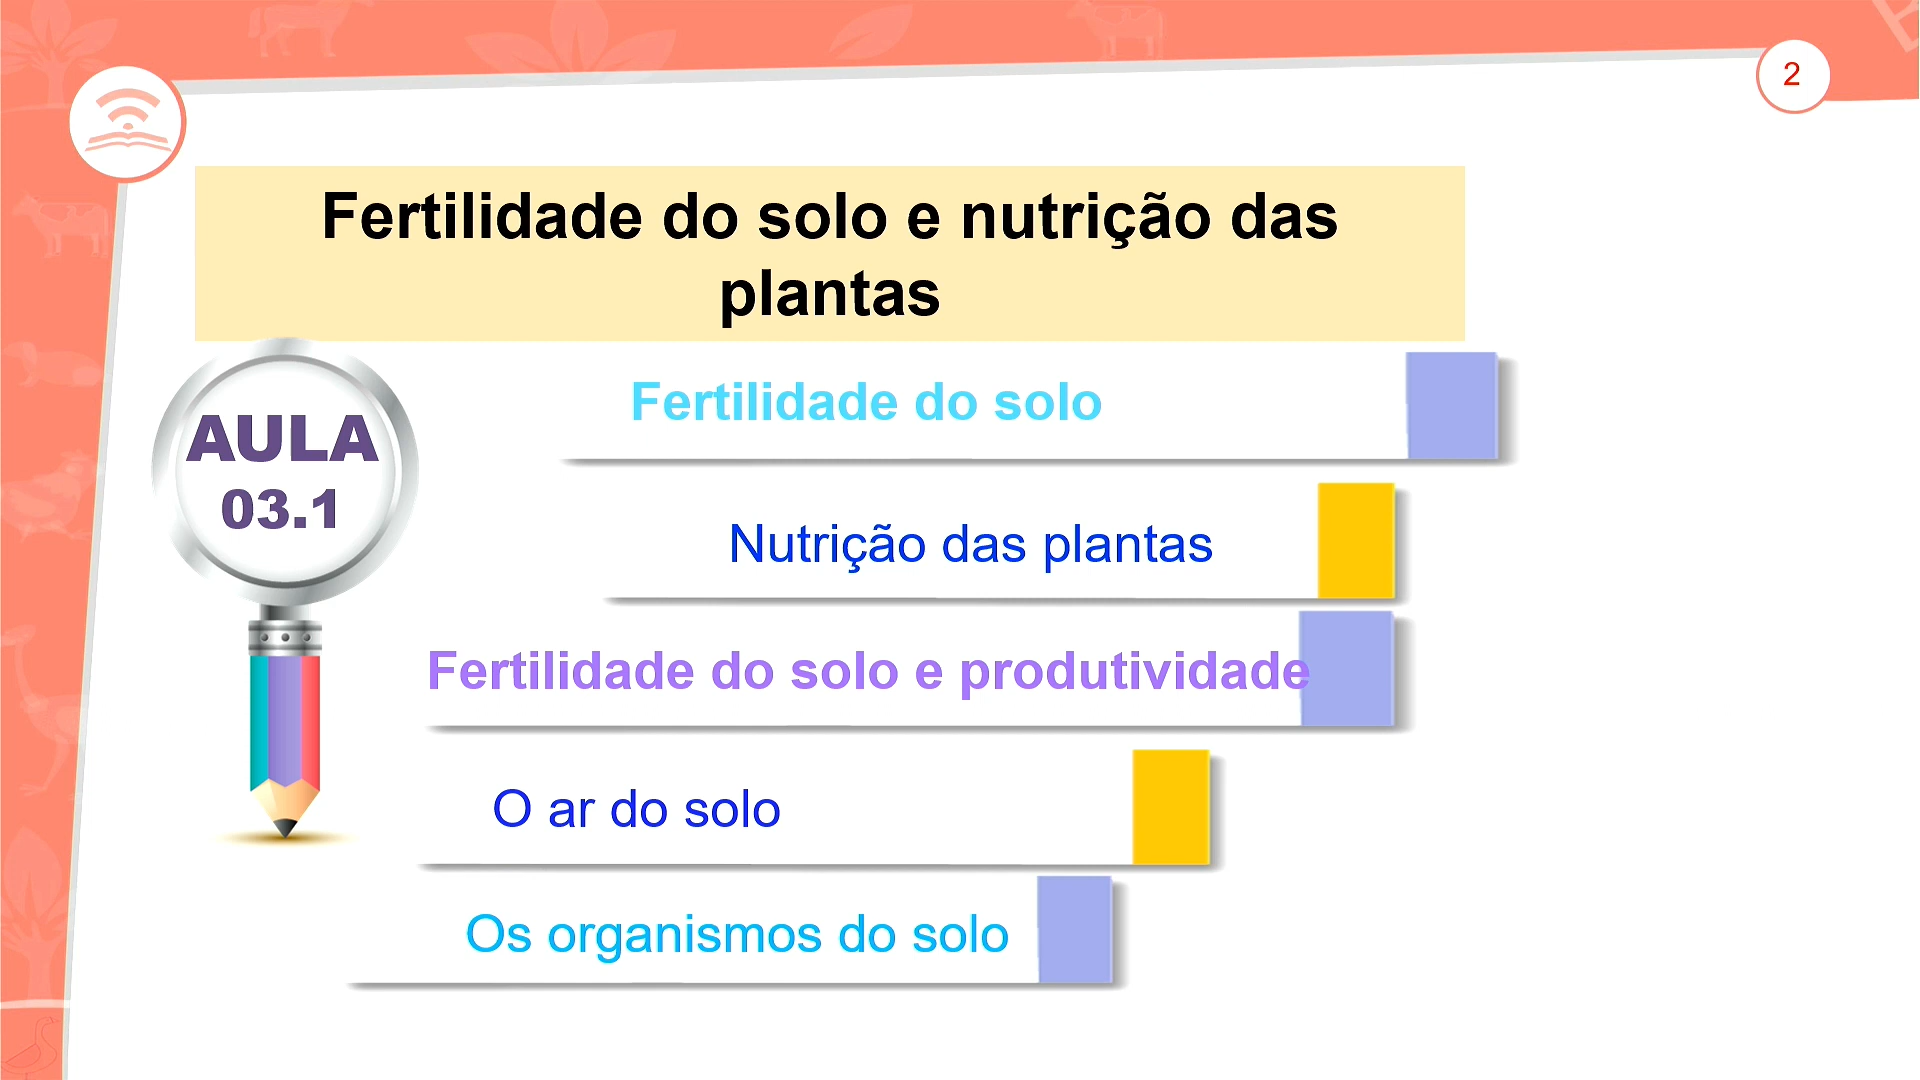 2
Fertilidade do solo e nutrição das
plantas
AULA
03.1
Fertilidade do solo
Nutrição das plantas
Fertilidade do solo e produtividade
O ar do solo
Os organismos do solo